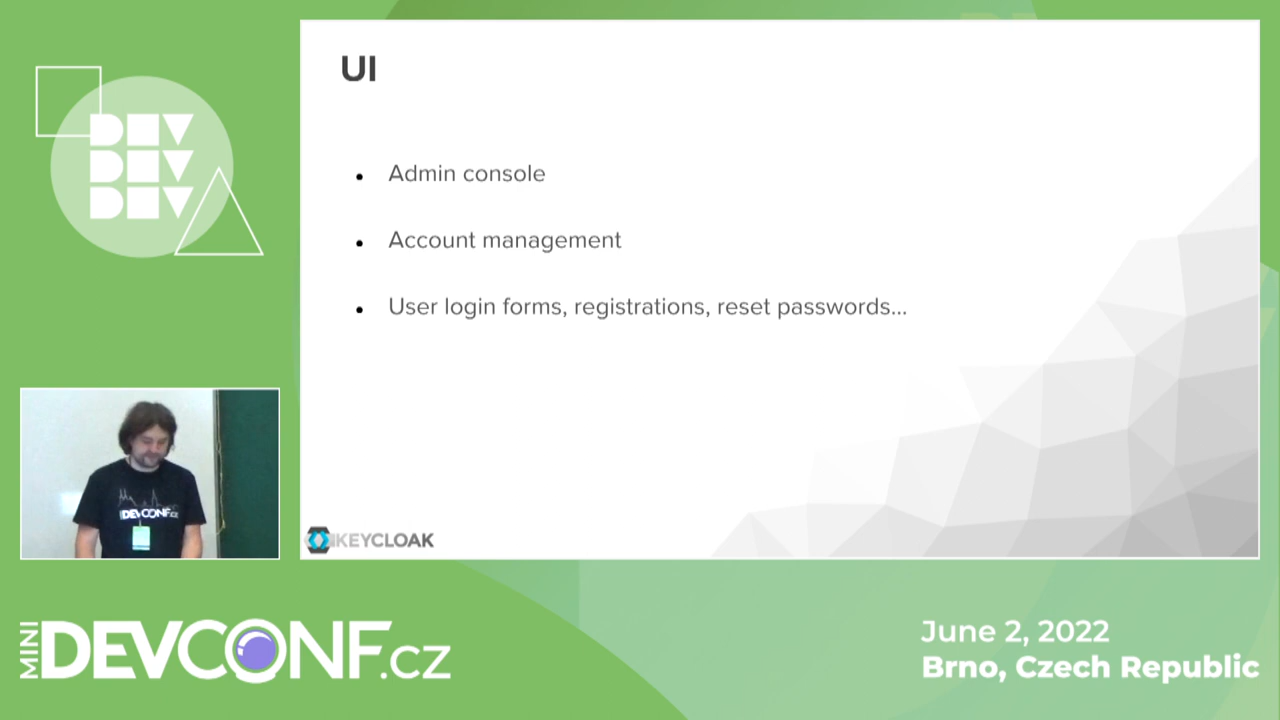 DEV
DEV
DEV
UI
Admin console
Account management
User login forms, registrations, reset passwords...
DEVCONF.cz
KEYCLOAK
MINI DEVCONF.cz
June 2, 2022
Brno, Czech Republic